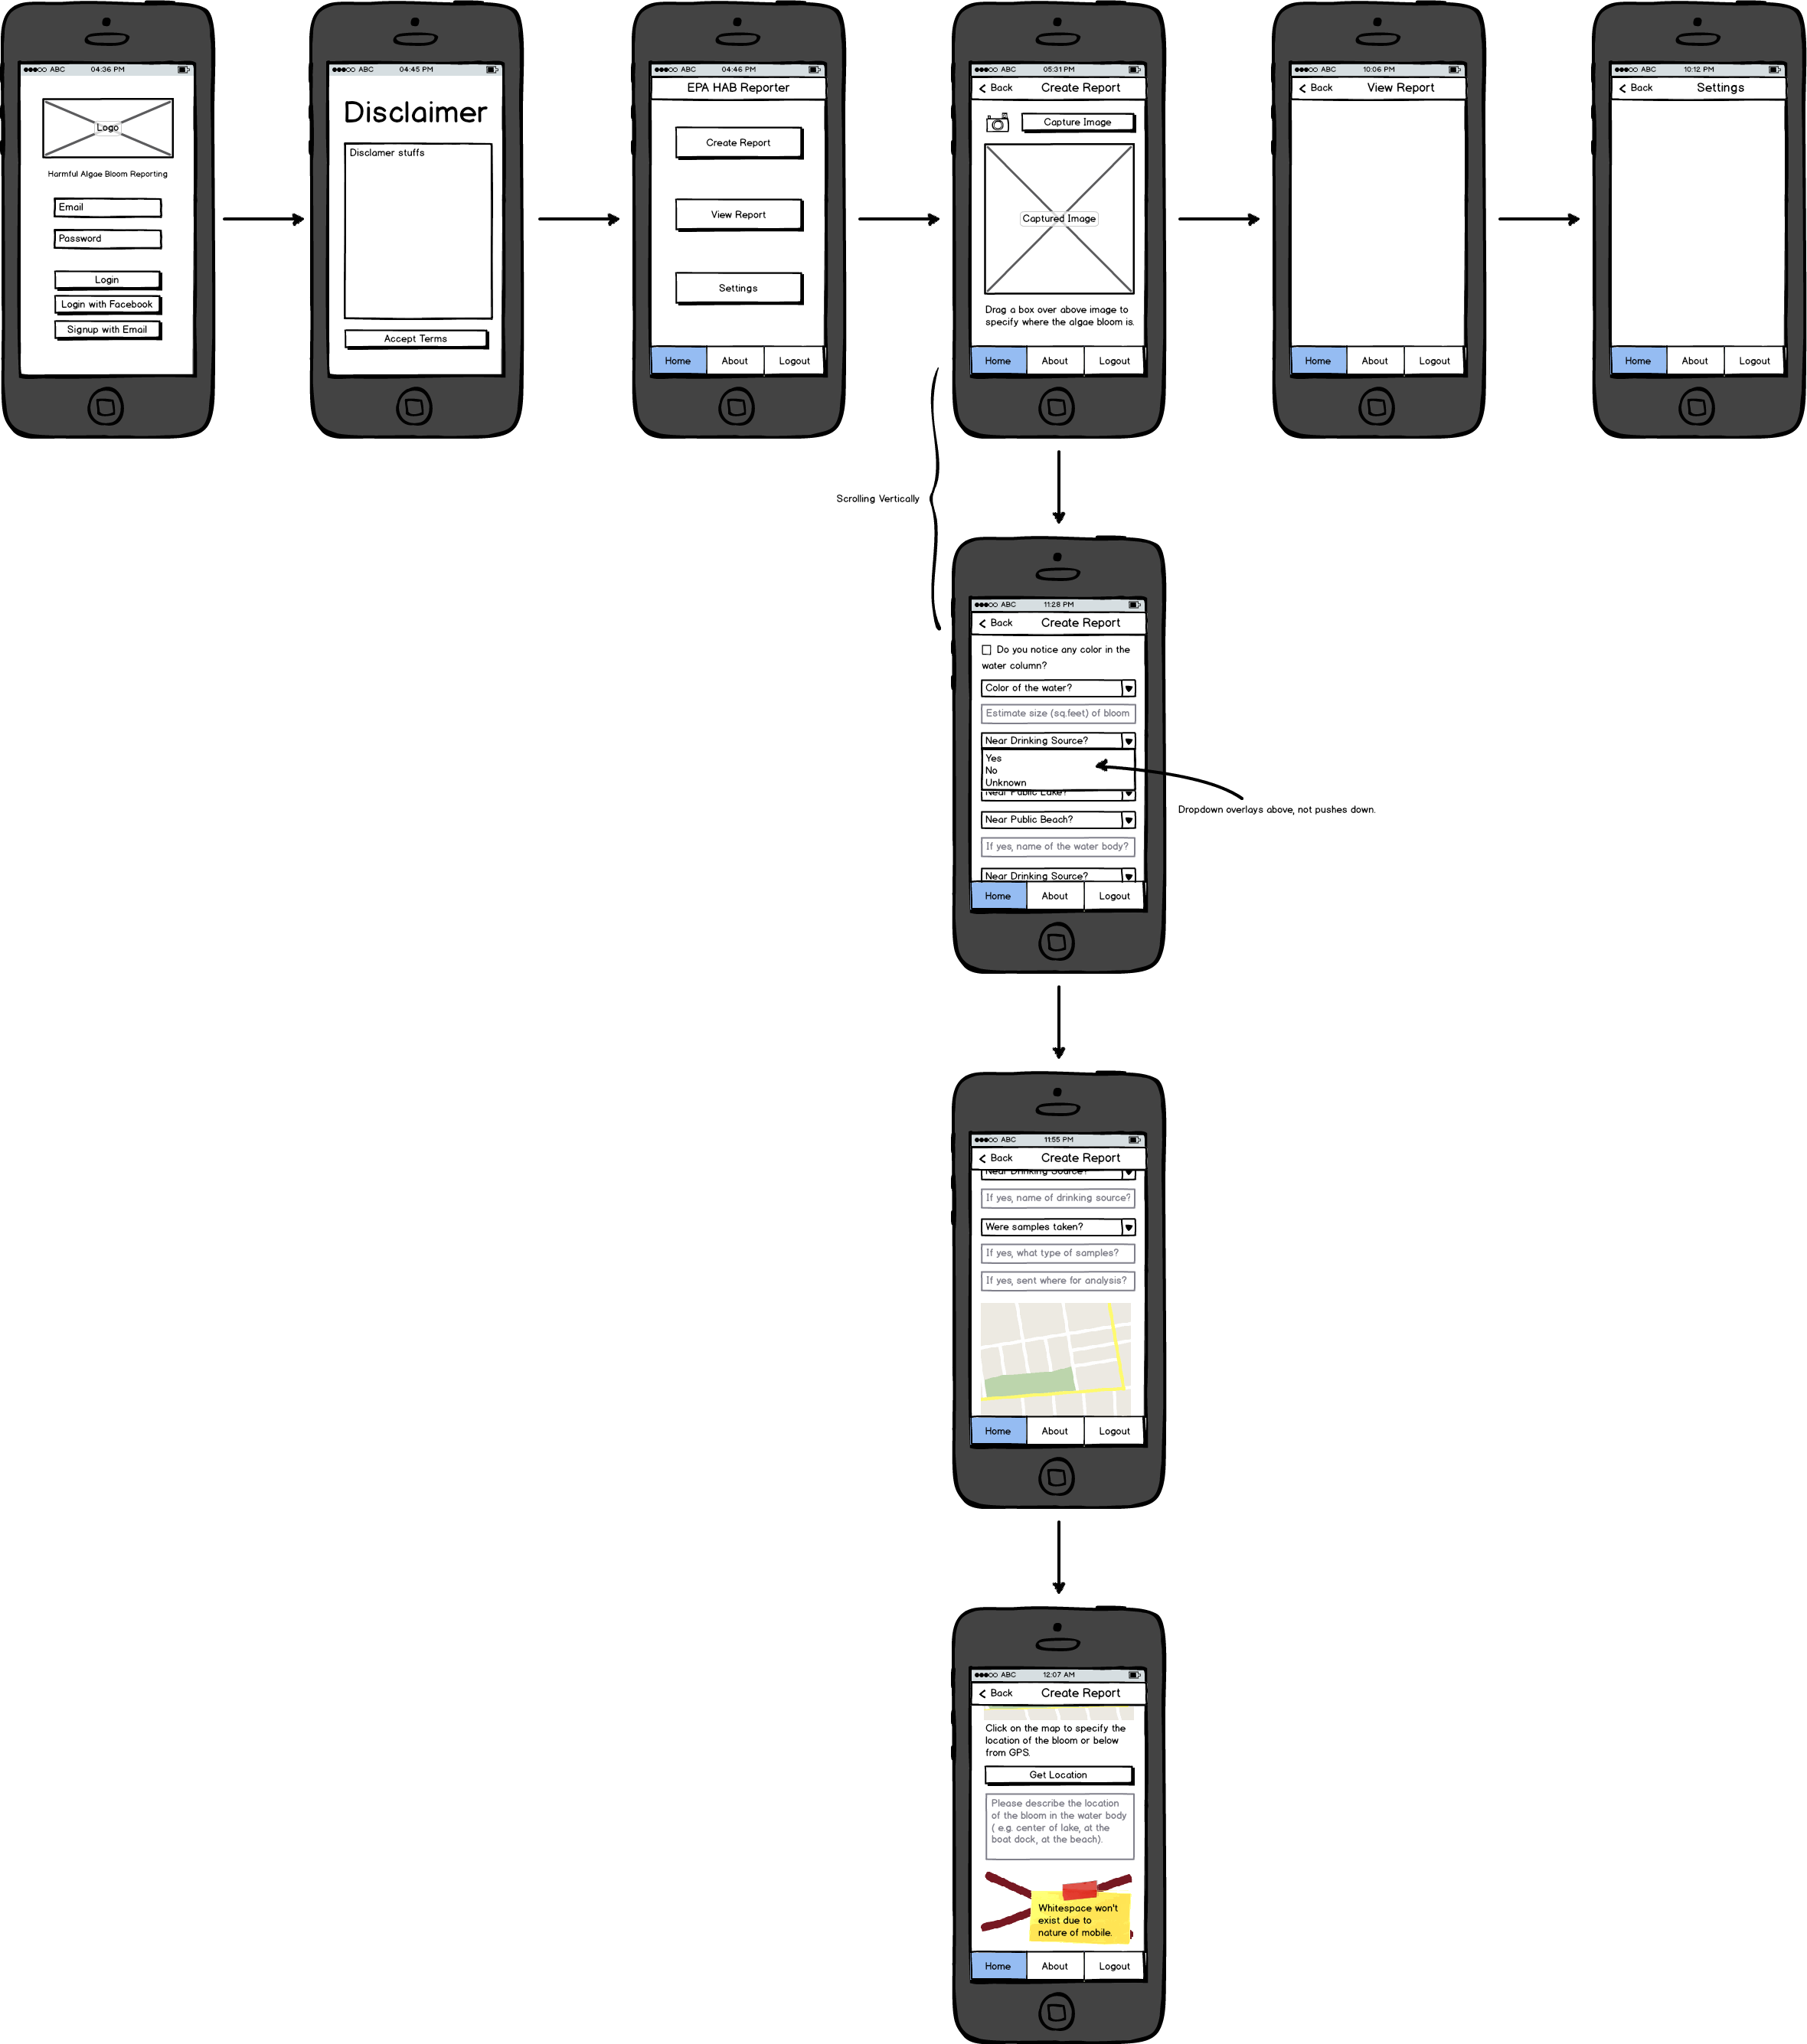 ABC 04:36 PM
Logo
Harmful Algae Bloom Reporting
Email
Password
Login
Login with Facebook
Signup with Email
ABC 04:45 PM
Disclaimer
Disclamer stuffs
Accept Terms
ABC 04:46 PM
EPA HAB Reporter
Create Report
View Report
Settings
Home About Logout
ABC 05:31 PM
Back Create Report
Capture Image
Captured Image
Drag a box over above image to
specify where the algae bloom is.
Home About Logout
ABC 10:06 PM
Back View Report
Home About Logout
ABC 10:12 PM
Back Settings
Home About Logout
Scrolling Vertically
ABC 11:28 PM
Back Create Report
Do you notice any color in the
water column?
Color of the water?
Estimate size (sq.feet) of bloom
Near Drinking Source?
Yes
No
Unknown
Near Public Lake?
Near Public Beach?
If yes, name of the water body?
Near Drinking Source?
Home About Logout
Dropdown overlays above, not pushes down.
ABC 11:55 PM
Back Create Report
Near Drinking Source?
If yes, name of drinking source?
Were samples taken?
If yes, what type of samples?
If yes, sent where for analysis?
Home About Logout
ABC 12:07 AM
Back Create Report
Click on the map to specify the
location of the bloom or below
from GPS.
Get Location
Please describe the location
of the bloom in the water body
( e.g. center of lake, at the
boat dock, at the beach).
Whitespace won't
exist due to
nature of mobile.
Home About Logout